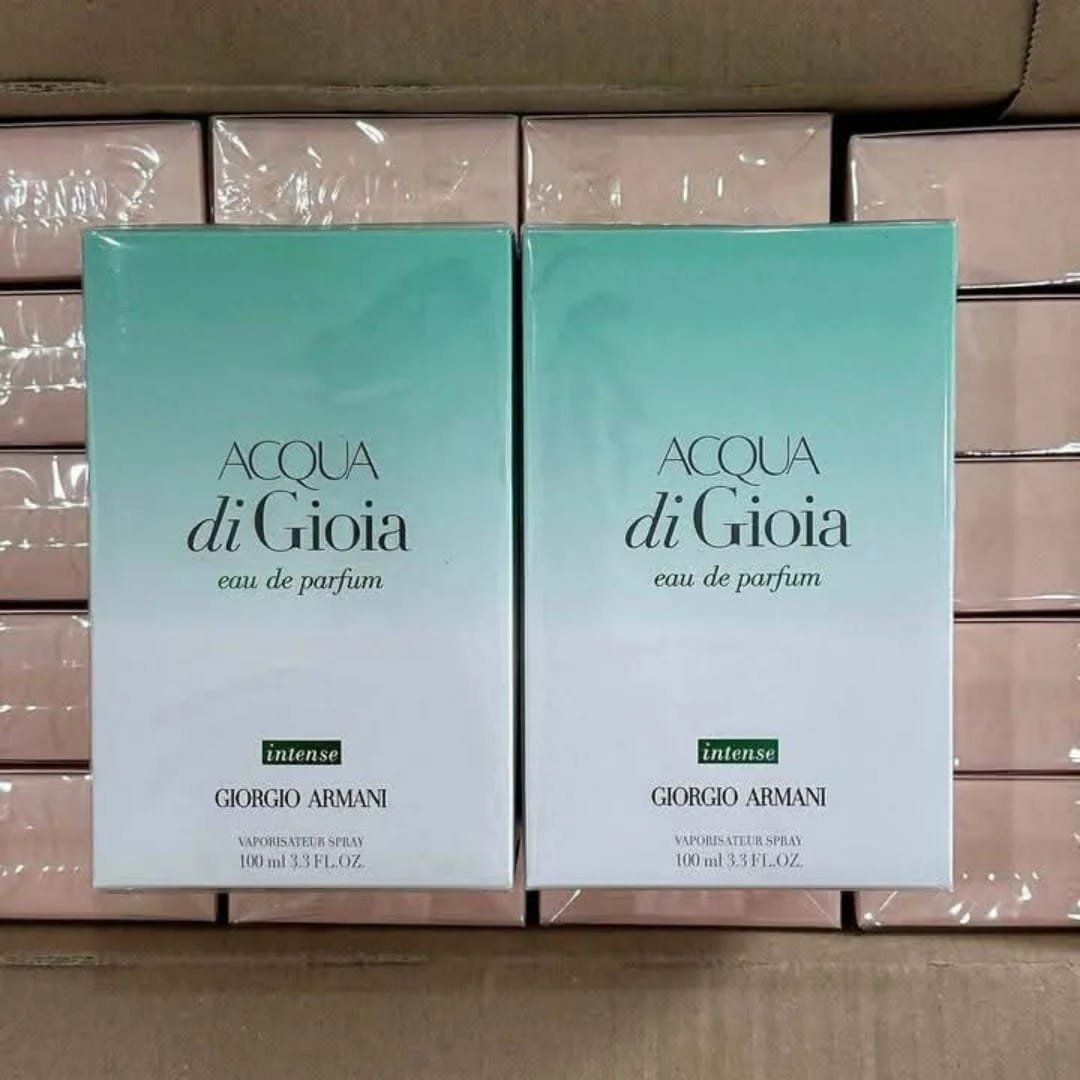 ACQUA
di Gioia
eau de parfum
intense
GIORGIO ARMANI
VAPORISATEUR SPRAY
100 ml 3.3 FL.OZ.
ACQUA
di Gioia
eau de parfum
intense
GIORGIO ARMANI
VAPORISATEUR SPRAY
100 ml 3.3 FL.OZ.